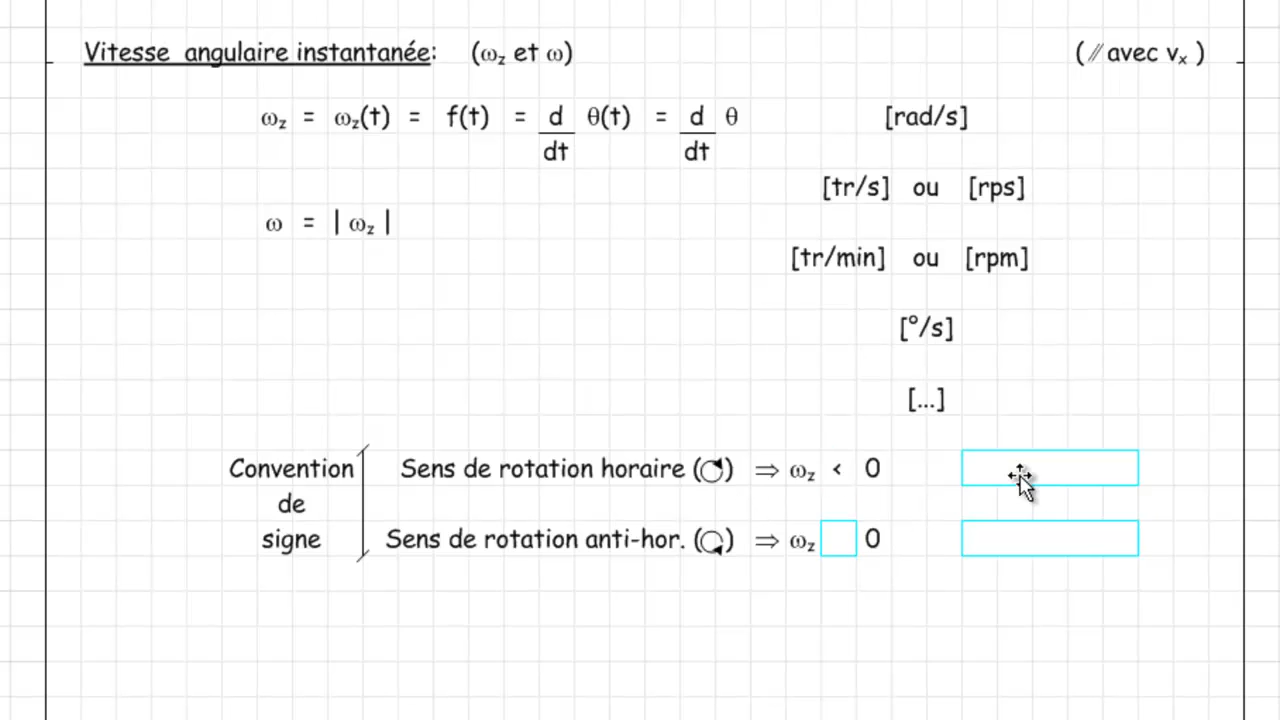 Vitesse angulaire instantanée: (ωz et ω) (⫽ avec vx )
ωz = ωz(t) = f(t) = d/dt θ(t) = d/dt θ [rad/s]
[tr/s] ou [rps]
ω = | ωz |
[tr/min] ou [rpm]
[°/s]
[...]
Convention de signe
Sens de rotation horaire (↻) ⇒ ωz < 0
Sens de rotation anti-hor. (↺) ⇒ ωz 0